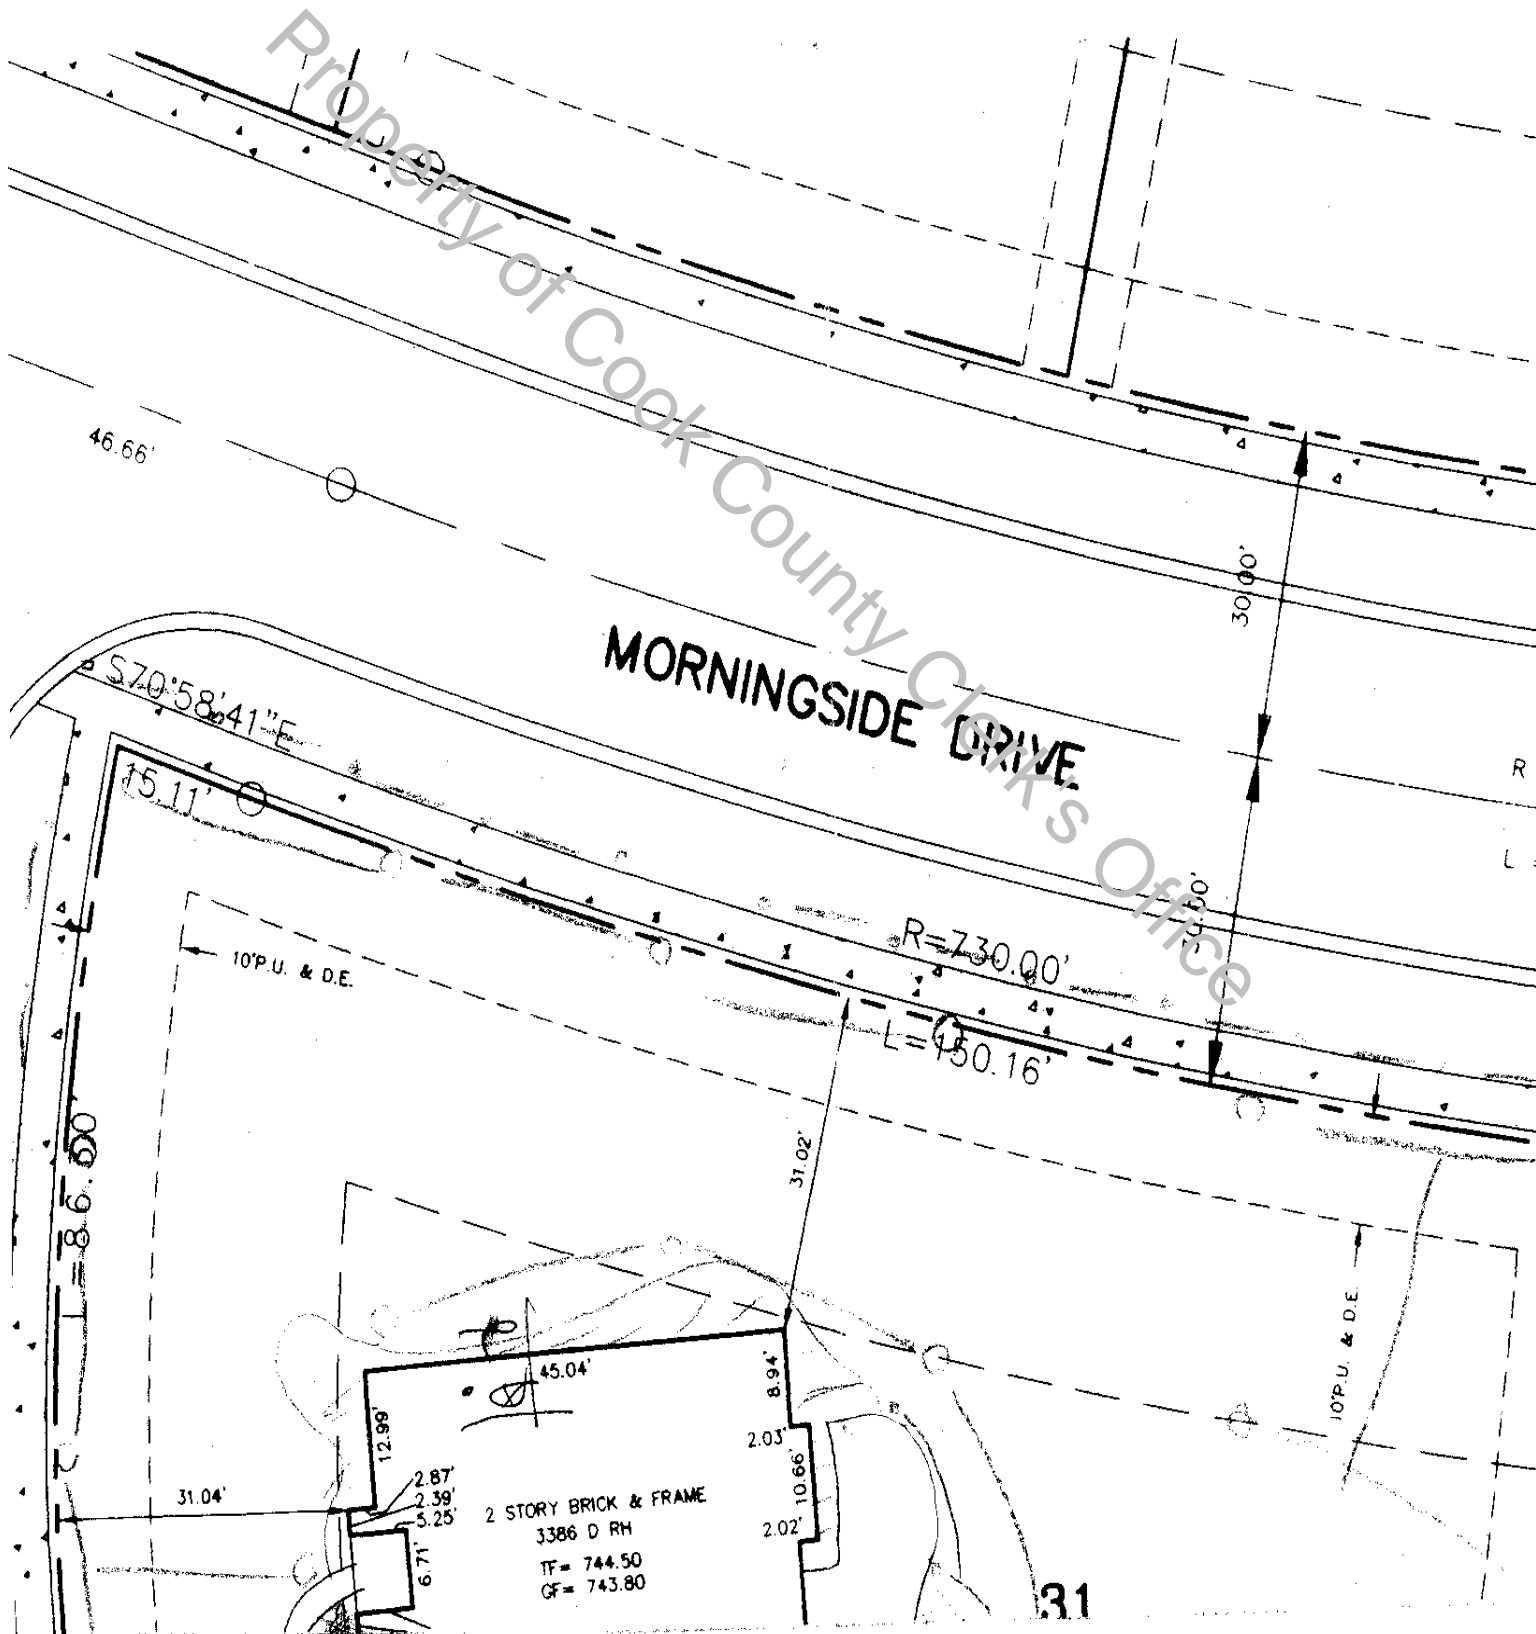 Property of Cook County Clerk's Office
46.66'
30.00'
MORNINGSIDE DRIVE
S70°58'41"E
15.11'
R
L =
R=730.00'
L=150.16'
10'P.U. & D.E.
31.02'
10'P.U. & D.E.
45.04'
8.94'
12.99'
2.03'
10.66'
2.02'
2.87'
2.39'
5.25'
6.71'
31.04'
2 STORY BRICK & FRAME
3386 D RH
TF= 744.50
GF= 743.80
31